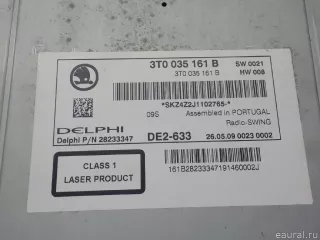 3T0 035 161 B SW 0021
3T0 035 161 B HW 008
*SKZ4Z2J1102765-*
09S Assembled in PORTUGAL
Radio-SWING
DELPHI DE2-633 26.05.09 0023 0002
Delphi P/N 28233347
CLASS 1
LASER PRODUCT
161B28233347191460002J
eaural.ru